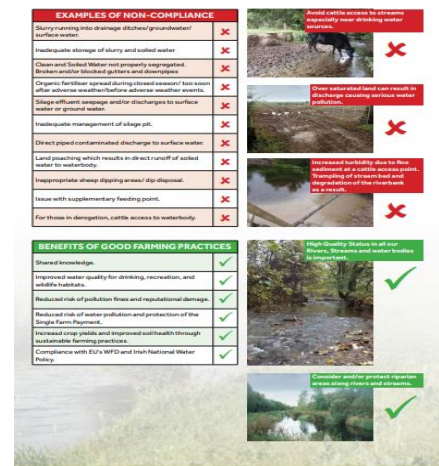 EXAMPLES OF NON-COMPLIANCE
Slurry running into drainage ditches/groundwater/
surface water.
Inadequate storage of slurry and soiled water
Clean and Soiled Water not properly segregated.
Broken and/or blocked gutters and downpipes
Organic fertiliser spread during closed season/ too soon
after adverse weather/before adverse weather events.
Silage effluent seepage and/or discharges to surface
water or ground water.
Inadequate management of silage pit.
Direct piped contaminated discharge to surface water.
Land poaching which results in direct runoff of soiled
water to waterbody.
Inappropriate sheep dipping areas/ dip disposal.
Issue with supplementary feeding point.
For those in derogation, cattle access to waterbody.
Avoid cattle access to streams
especially near drinking water
sources.
Over saturated land can result in
discharge causing serious water
pollution.
Increased turbidity due to fine
sediment at a cattle access point.
Trampling of stream bed and
degradation of the riverbank
as a result.
BENEFITS OF GOOD FARMING PRACTICES
Shared knowledge.
Improved water quality for drinking, recreation, and
wildlife habitats.
Reduced risk of pollution fines and reputational damage.
Reduced risk of water pollution and protection of the
Single Farm Payment.
Increasd crop yields and improved soil health through
sustainable farming practices.
Compliance with EU's WFD and Irish National Water
Policy.
High Quality Status in all our
Rivers, Streams and water bodies
is important.
Consider and/or protect riparian
areas along rivers and streams.